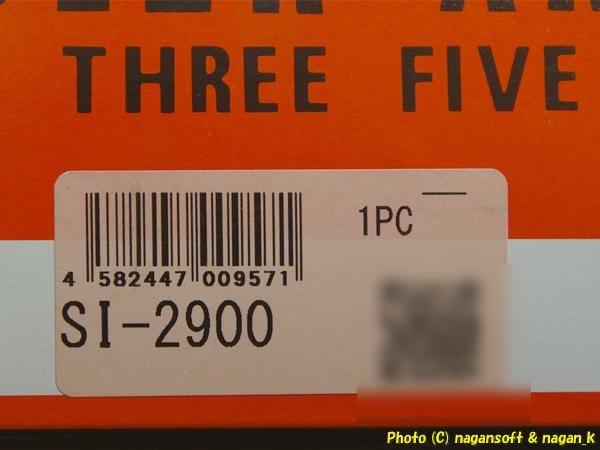 THREE FIVE
1PC
4 582447 009571
SI-2900
Photo (C) nagansoft & nagan_k